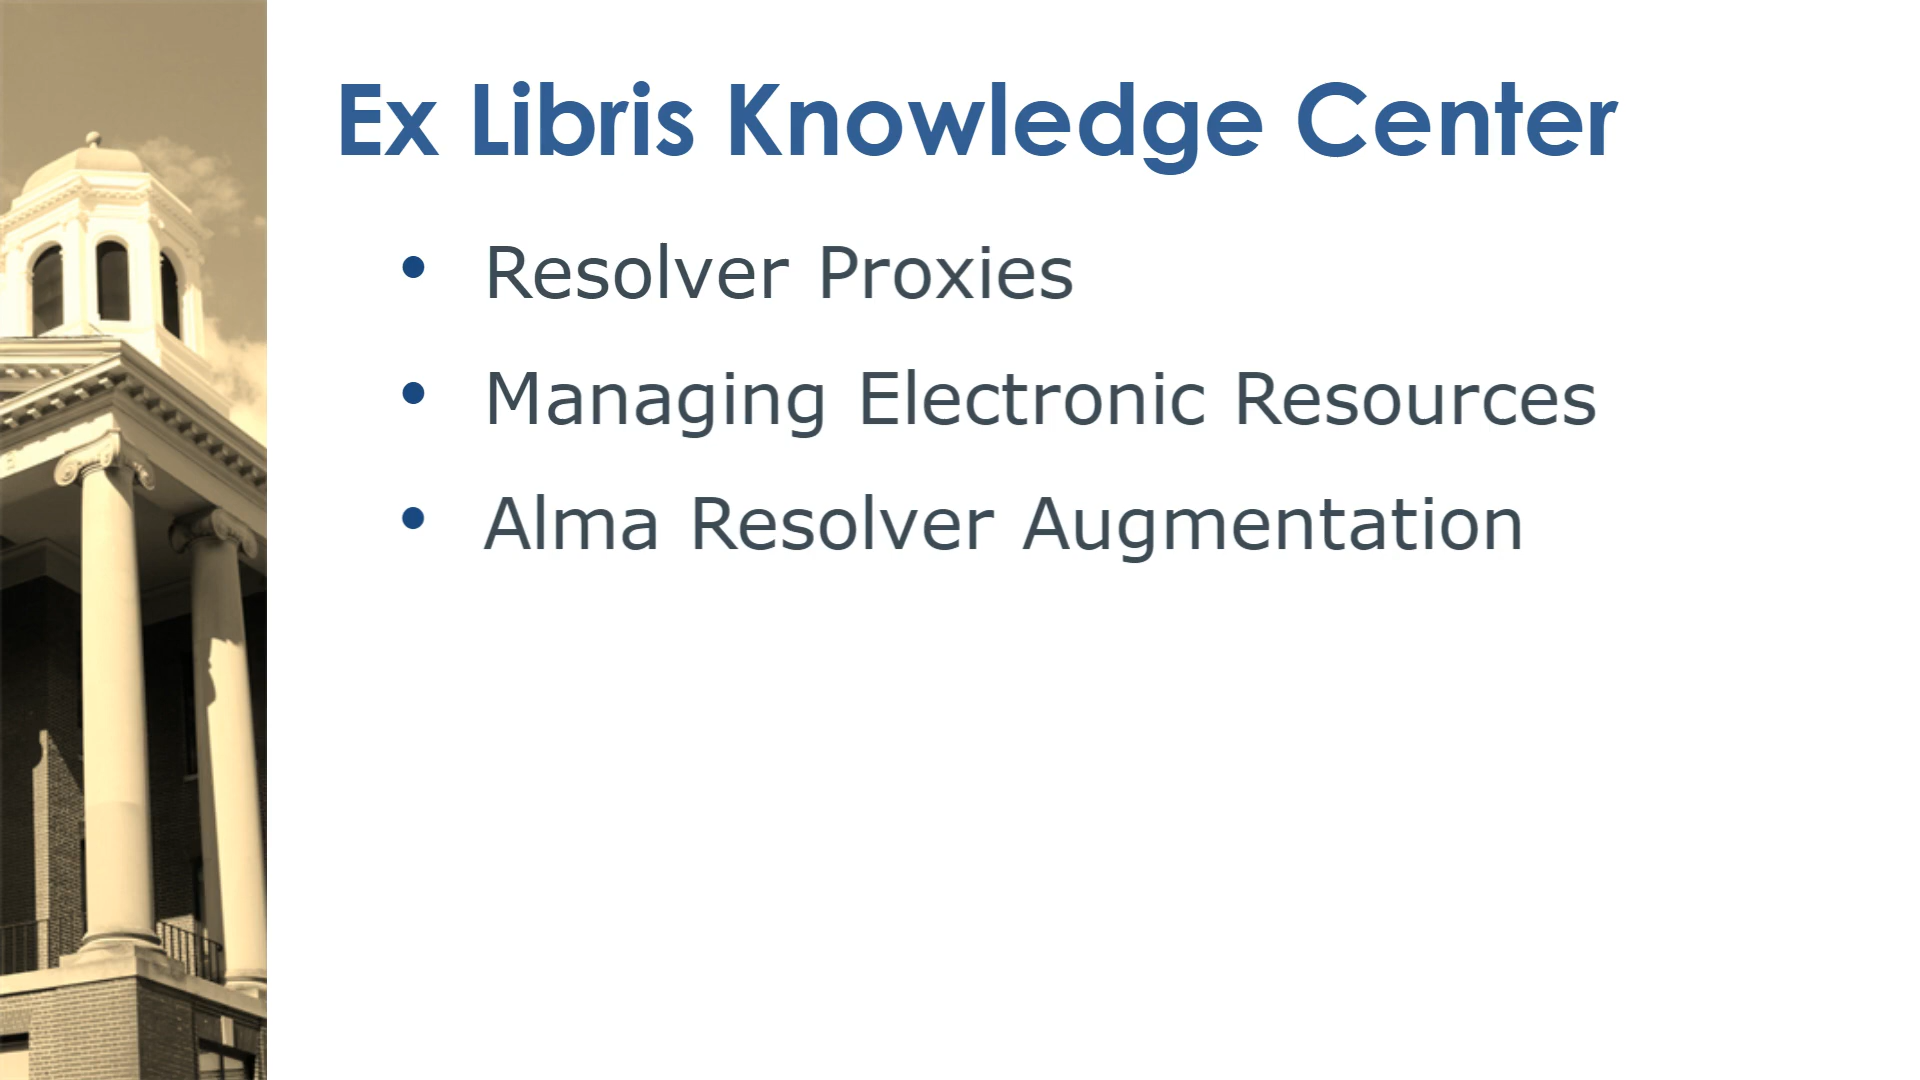 Ex Libris Knowledge Center
• Resolver Proxies
• Managing Electronic Resources
• Alma Resolver Augmentation